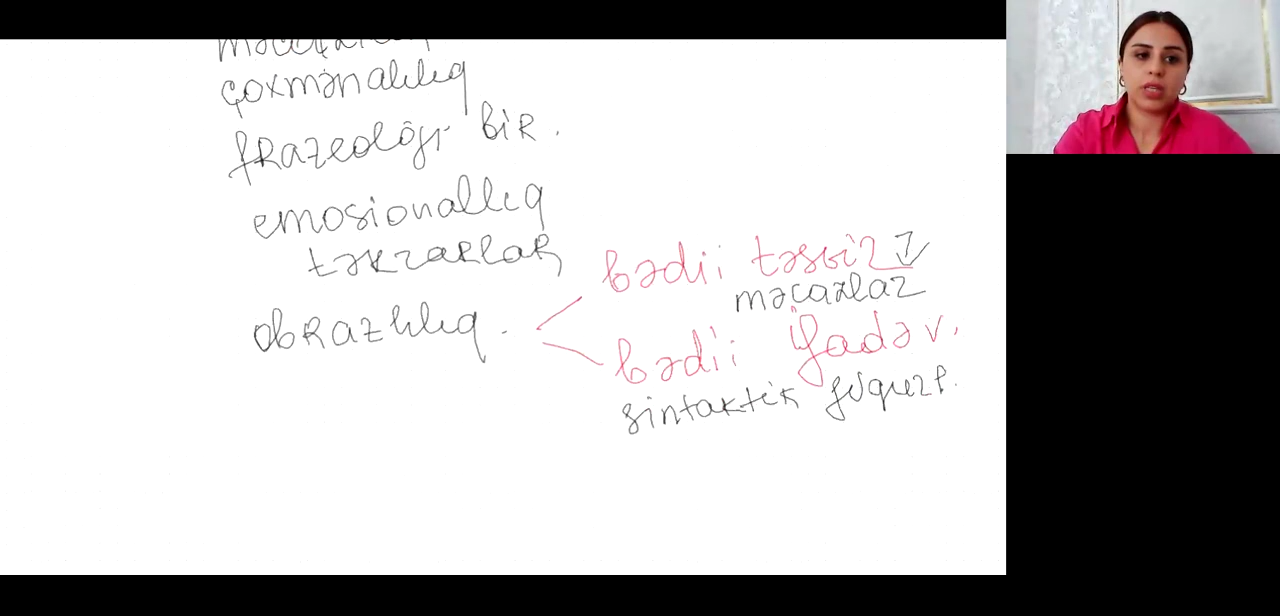 çoxmənalılıq
frazeoloji bir.
emosionallıq
təkrarlar
obrazlılıq.
bədii təsvir
məcazlar
bədii ifadə v.
sintaktik fiqurl.